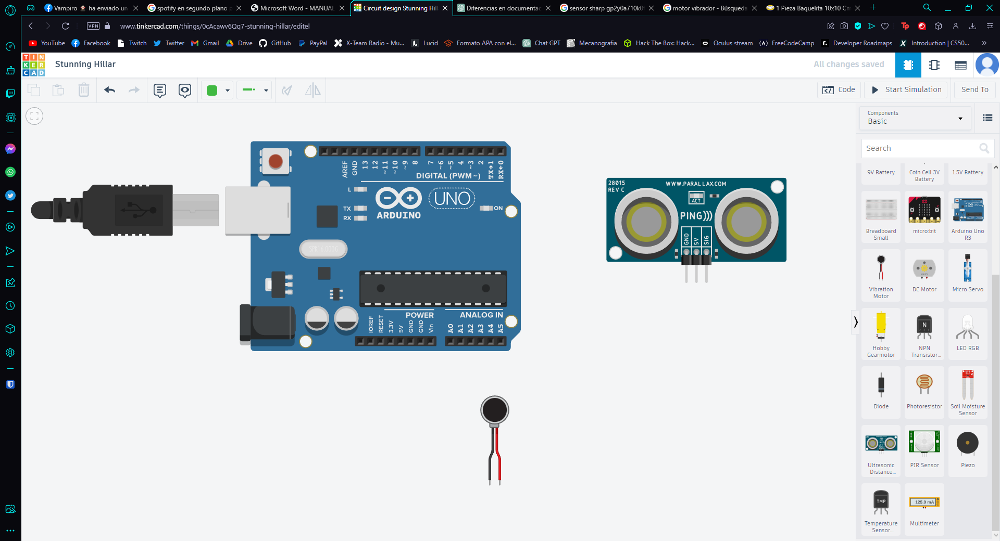 Vampiro ha enviado un
spotify en segundo plano p
Microsoft Word - MANUAL
Circuit design Stunning Hil
Diferencias en documentac
sensor sharp gp2y0a710k0f
motor vibrador - Búsqueda
1 Pieza Baquelita 10x10 Cm
VPN
www.tinkercad.com/things/0cAcawv6Qq7-stunning-hillar/editel
YouTube
Facebook
Twitch
Twitter
Gmail
Drive
GitHub
PayPal
X-Team Radio - Mu...
Lucid
Formato APA con el...
Chat GPT
Mecanografia
Hack The Box: Hack...
Oculus stream
FreeCodeCamp
Developer Roadmaps
Introduction | CS50...
TIN
KER
CAD
Stunning Hillar
All changes saved
Code
Start Simulation
Send To
Components
Basic
Search
9V Battery
Coin Cell 3V
Battery
1.5V Battery
Breadboard
Small
micro:bit
Arduino Uno
R3
Vibration
Motor
DC Motor
Micro Servo
N
Hobby
Gearmotor
NPN
Transistor...
LED RGB
Diode
Photoresistor
Soil Moisture
Sensor
Ultrasonic
Distance...
PIR Sensor
Piezo
TMP
125.0 mA
Temperature
Sensor...
Multimeter
AREF
GND
13
12
~11
~10
~9
8
7
~6
~5
4
~3
2
TX→1
RX←0
DIGITAL (PWM~)
L
TX
RX
UNO
ARDUINO
ON
SPK16.000G
POWER
ANALOG IN
IOREF
RESET
3.3V
5V
GND
GND
Vin
A0
A1
A2
A3
A4
A5
28015
REV C
WWW.PARALLAX.COM
ACT
PING)))
GND
5V
SIG